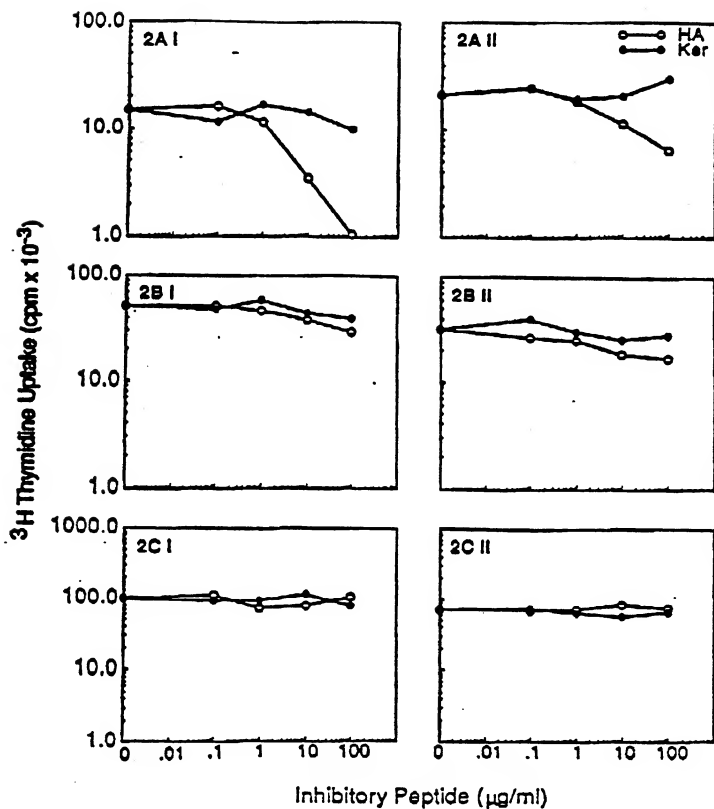 100.0
2A I
10.0
1.0
2A II
HA
Ker
100.0
2B I
10.0
1.0
2B II
1000.0
2C I
100.0
10.0
1.0
2C II
0 .01 .1 1 10 100
0 .01 .1 1 10 100
³H Thymidine Uptake (cpm x 10⁻³)
Inhibitory Peptide (µg/ml)